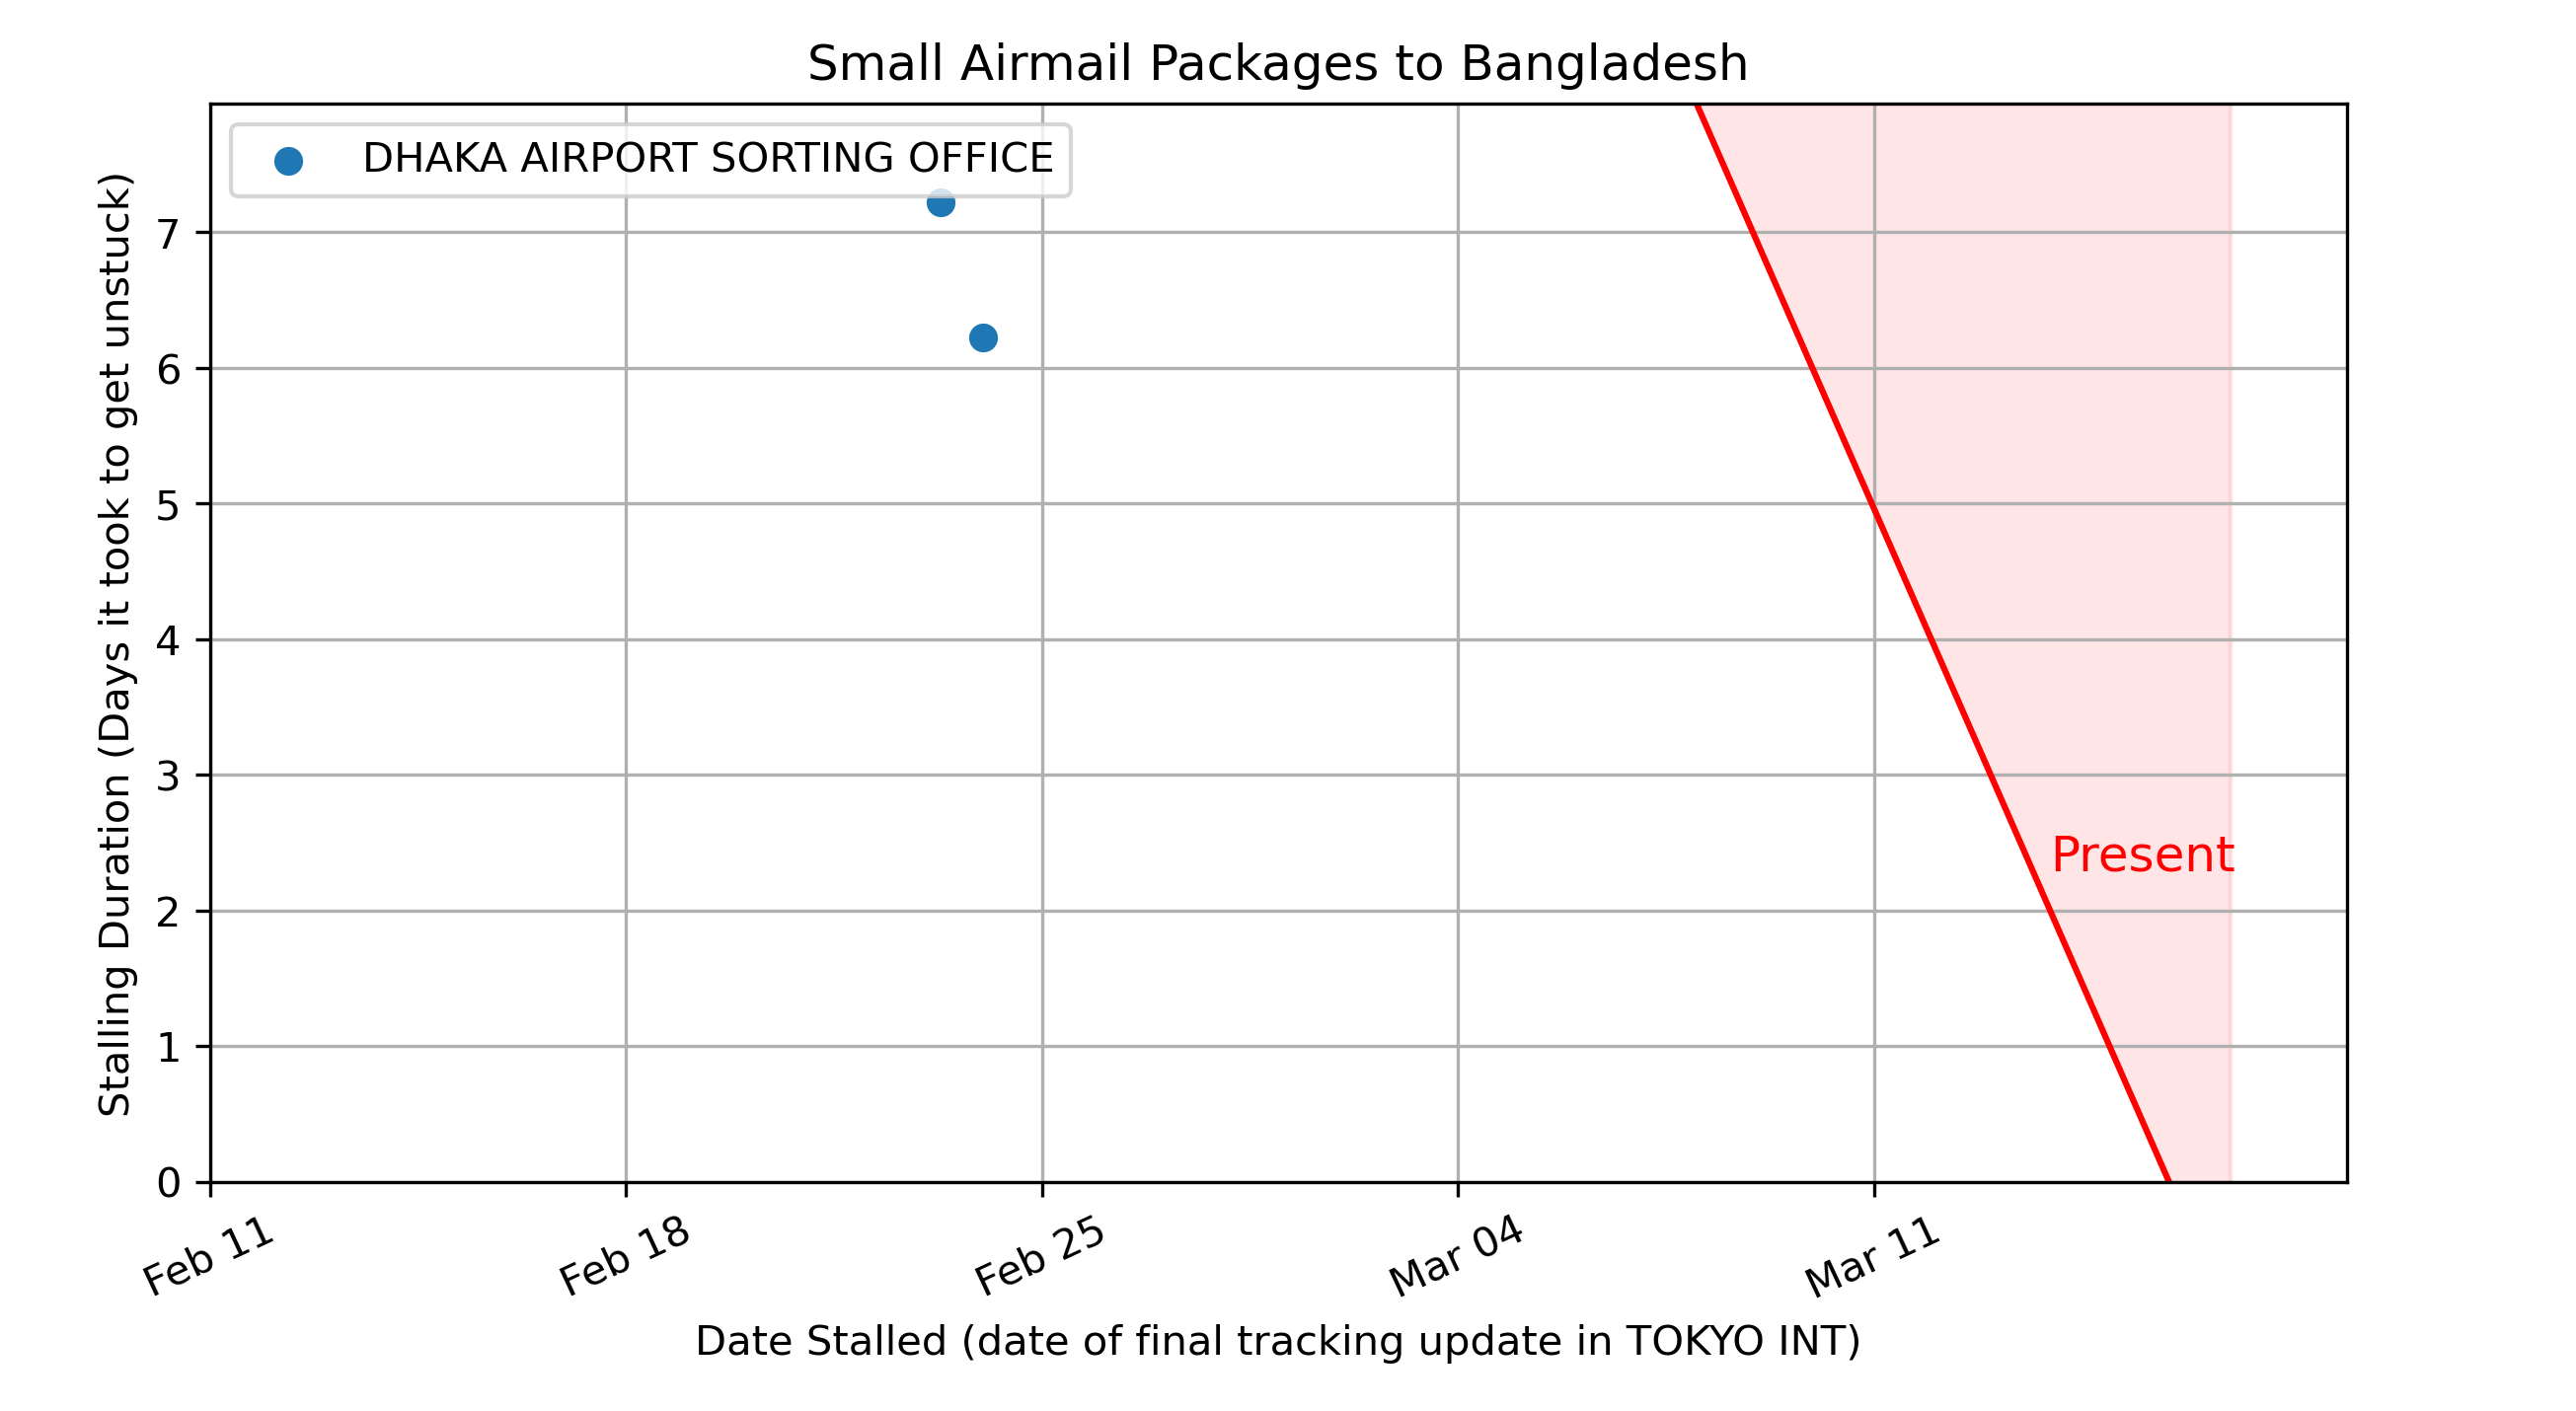 Small Airmail Packages to Bangladesh
DHAKA AIRPORT SORTING OFFICE
Stalling Duration (Days it took to get unstuck)
7
6
5
4
3
2
1
0
Present
Feb 11
Feb 18
Feb 25
Mar 04
Mar 11
Date Stalled (date of final tracking update in TOKYO INT)